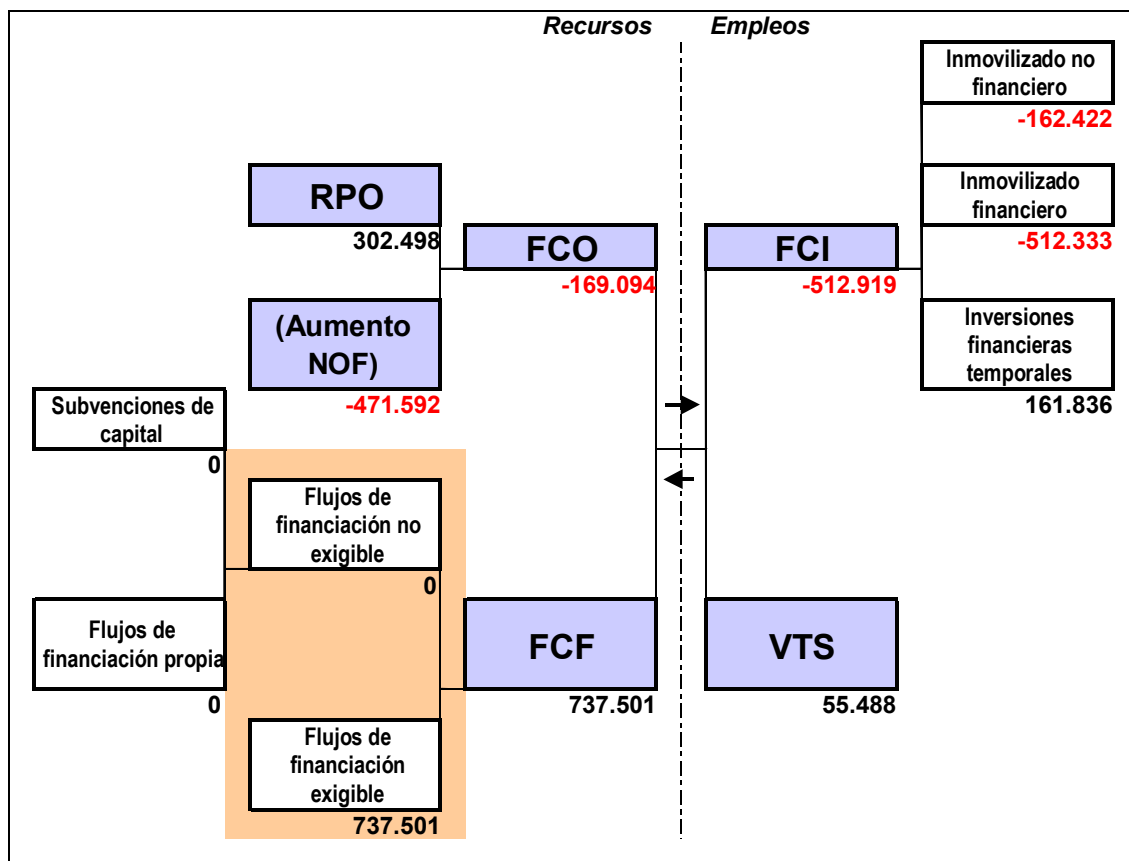 Recursos
Empleos
Inmovilizado no
financiero
-162.422
RPO
302.498
Inmovilizado
financiero
-512.333
FCO
-169.094
FCI
-512.919
(Aumento
NOF)
-471.592
Inversiones
financieras
temporales
161.836
Subvenciones de
capital
0
Flujos de
financiación no
exigible
0
Flujos de
financiación propia
0
FCF
737.501
VTS
55.488
Flujos de
financiación
exigible
737.501